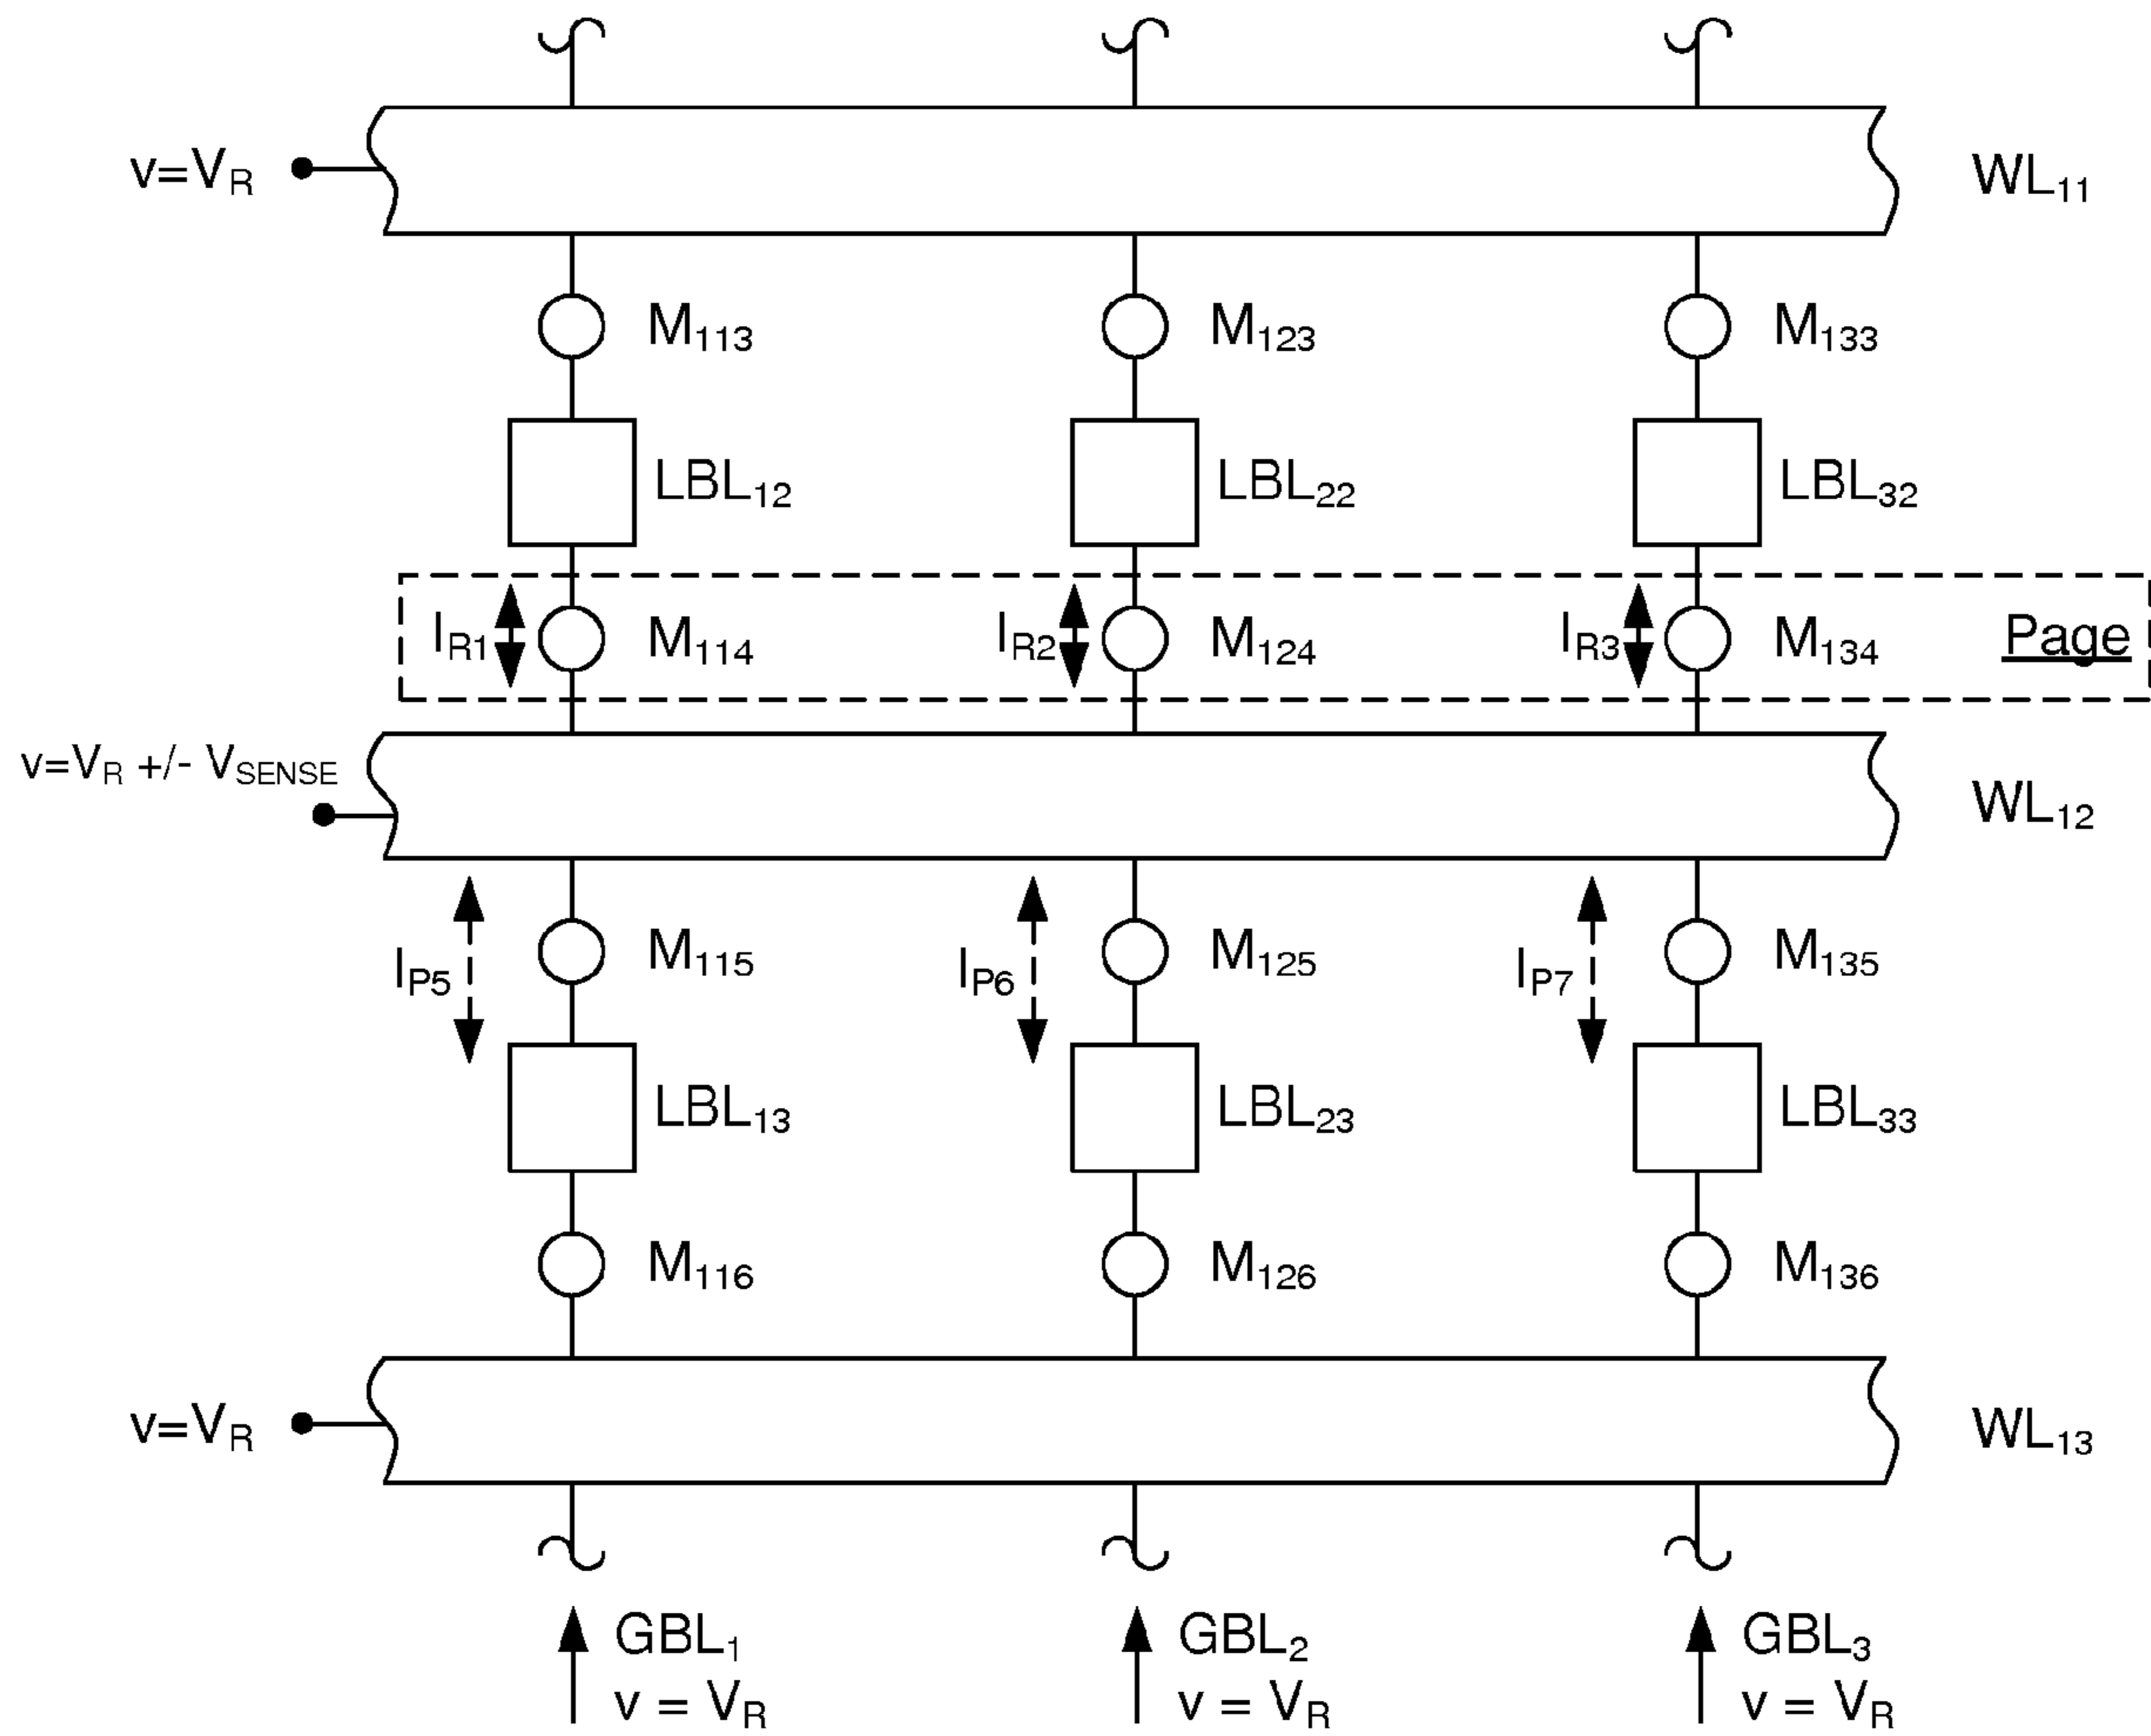 v=VR WL11
M113 M123 M133
LBL12 LBL22 LBL32
IR1 M114 IR2 M124 IR3 M134 Page
v=VR +/- VSENSE
WL12
IP5 M115 IP6 M125 IP7 M135
LBL13 LBL23 LBL33
M116 M126 M136
v=VR WL13
GBL1 GBL2 GBL3
v = VR v = VR v = VR